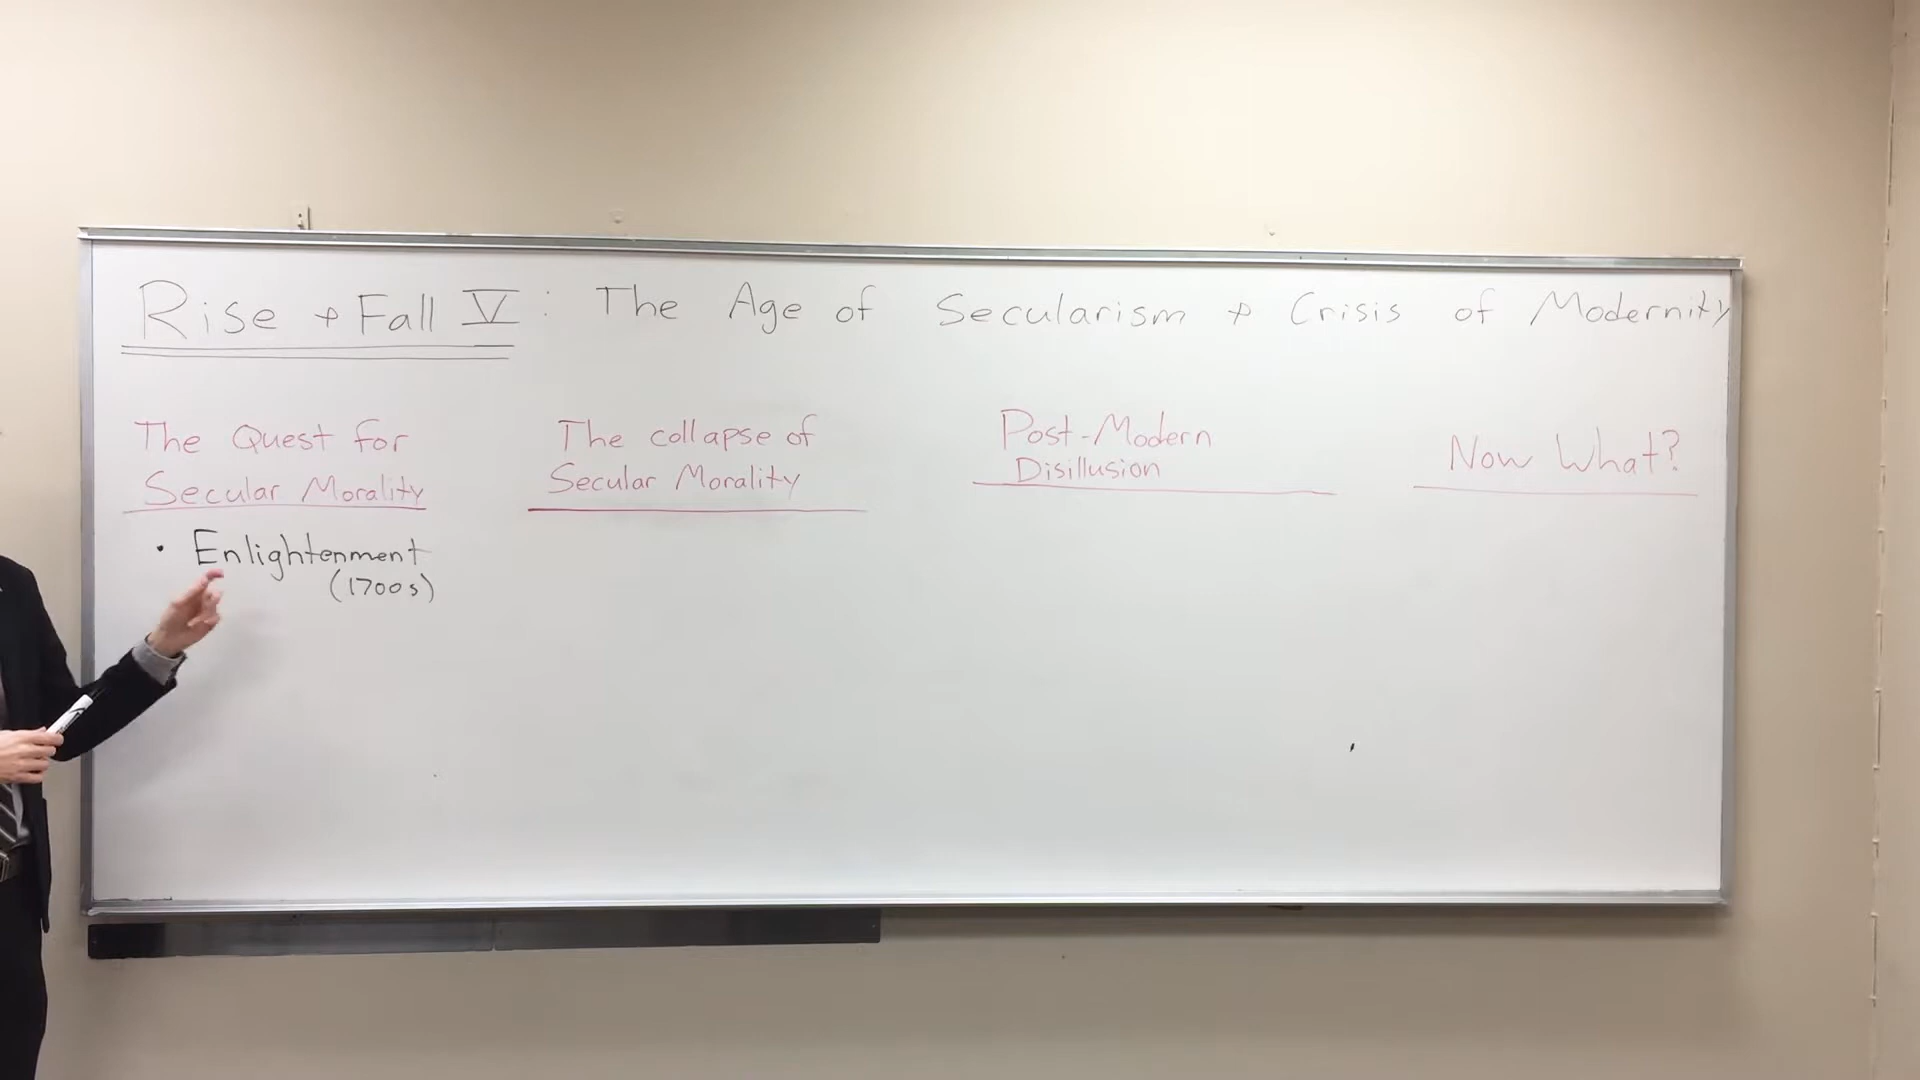 Rise + Fall V: The Age of Secularism + Crisis of Modernity
The Quest for
Secular Morality
• Enlightenment
(1700s)
The collapse of
Secular Morality
Post-Modern
Disillusion
Now What?